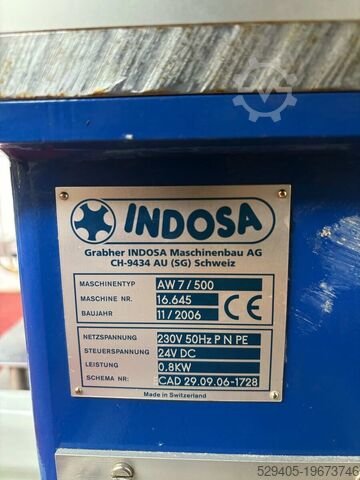 INDOSA
Grabher INDOSA Maschinenbau AG
CH-9434 AU (SG) Schweiz
MASCHINENTYP AW 7/500
MASCHINE NR. 16.645
BAUJAHR 11/2006
CE
NETZSPANNUNG 230V 50Hz P N PE
STEUERSPANNUNG 24V DC
LEISTUNG 0.8KW
SCHEMA NR: CAD 29.09.06-1728
Made in Switzerland
529405-19673746